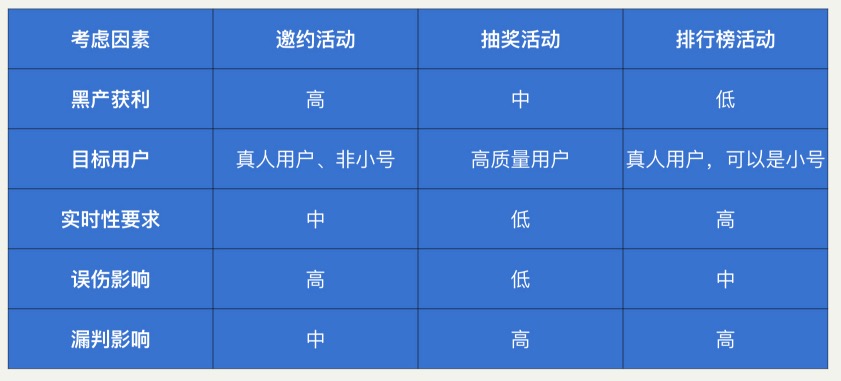 考虑因素 邀约活动 抽奖活动 排行榜活动
黑产获利 高 中 低
目标用户 真人用户、非小号 高质量用户 真人用户，可以是小号
实时性要求 中 低 高
误伤影响 高 低 中
漏判影响 中 高 高